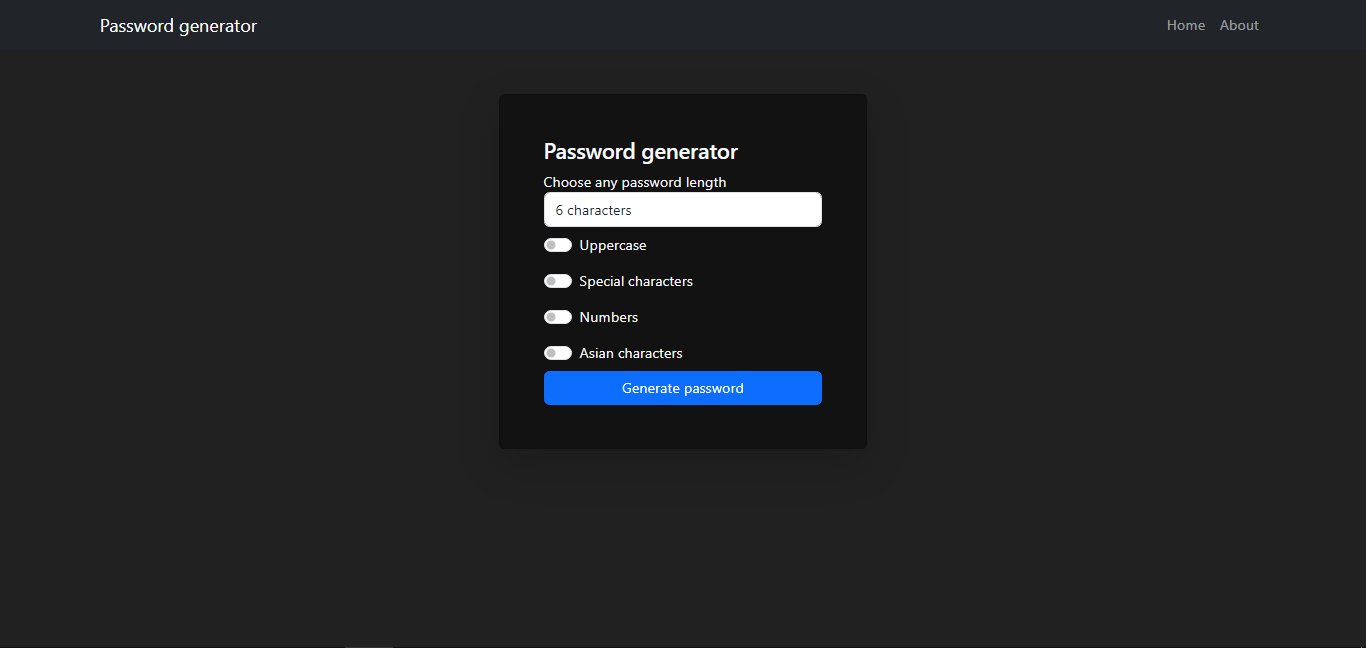 Password generator
Home
About
Password generator
Choose any password length
6 characters
Uppercase
Special characters
Numbers
Asian characters
Generate password